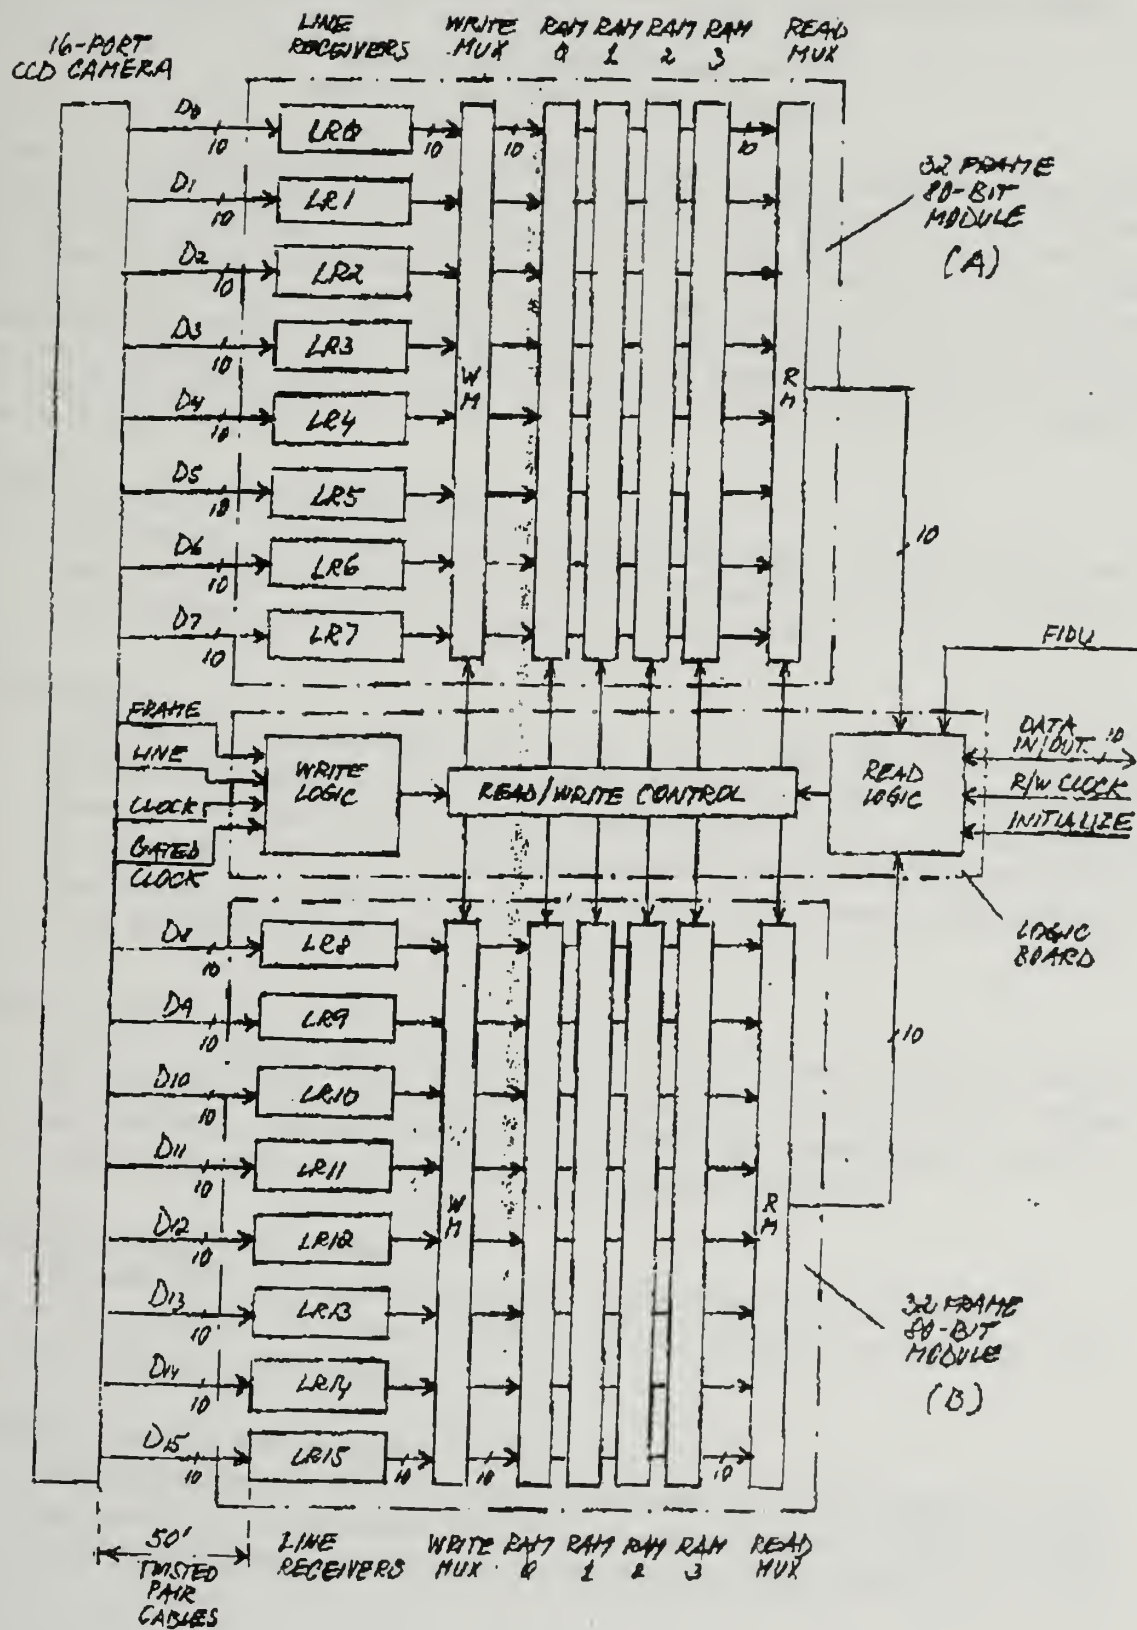 16-PORT
CCD CAMERA
LINE
RECEIVERS
WRITE
MUX
RAM
0
RAM
1
RAM
2
RAM
3
READ
MUX
D0
10
LR0
10
10
10
D1
10
LR1
D2
10
LR2
D3
10
LR3
D4
10
LR4
D5
10
LR5
D6
10
LR6
D7
10
LR7
WM
RM
32 FRAME
80-BIT
MODULE
(A)
10
FIDU
FRAME
LINE
CLOCK
GATED
CLOCK
WRITE
LOGIC
READ/WRITE CONTROL
READ
LOGIC
DATA
IN/OUT 10
R/W CLOCK
INITIALIZE
LOGIC
BOARD
10
D8
10
LR8
D9
10
LR9
D10
10
LR10
D11
10
LR11
D12
10
LR12
D13
10
LR13
D14
10
LR14
D15
10
LR15
10
10
10
WM
RM
32 FRAME
80-BIT
MODULE
(B)
50'
TWISTED
PAIR
CABLES
LINE
RECEIVERS
WRITE
MUX
RAM
0
RAM
1
RAM
2
RAM
3
READ
MUX